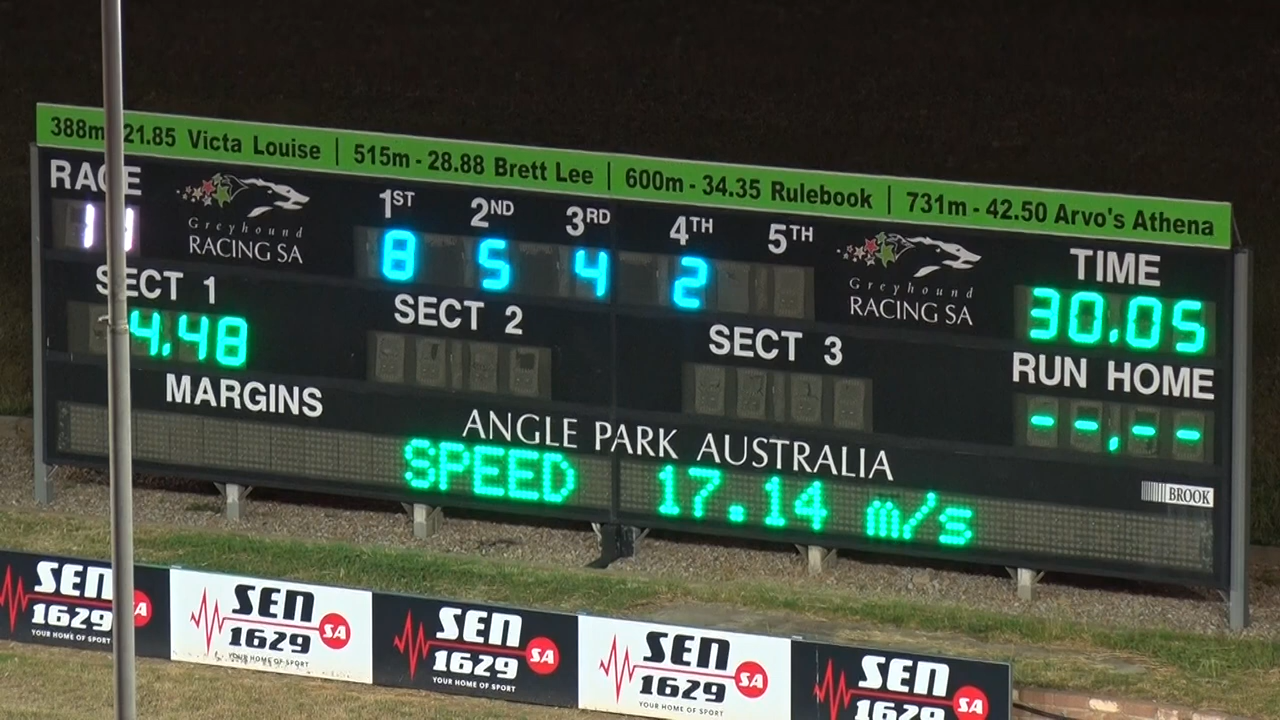 388m 21.85 Victa Louise | 515m - 28.88 Brett Lee | 600m - 34.35 Rulebook | 731m - 42.50 Arvo's Athena
RACE
11
Greyhound
RACING SA
1ST 2ND 3RD 4TH 5TH
8 5 4 2
Greyhound
RACING SA
TIME
30.05
SECT 1
4.48
SECT 2
SECT 3
RUN HOME
--.--
MARGINS
ANGLE PARK AUSTRALIA
SPEED 17.14 m/s
BROOK
SEN
1629
SA
YOUR HOME OF SPORT
SEN
1629
SA
YOUR HOME OF SPORT
SEN
1629
SA
YOUR HOME OF SPORT
SEN
1629
SA
YOUR HOME OF SPORT
SEN
1629
SA